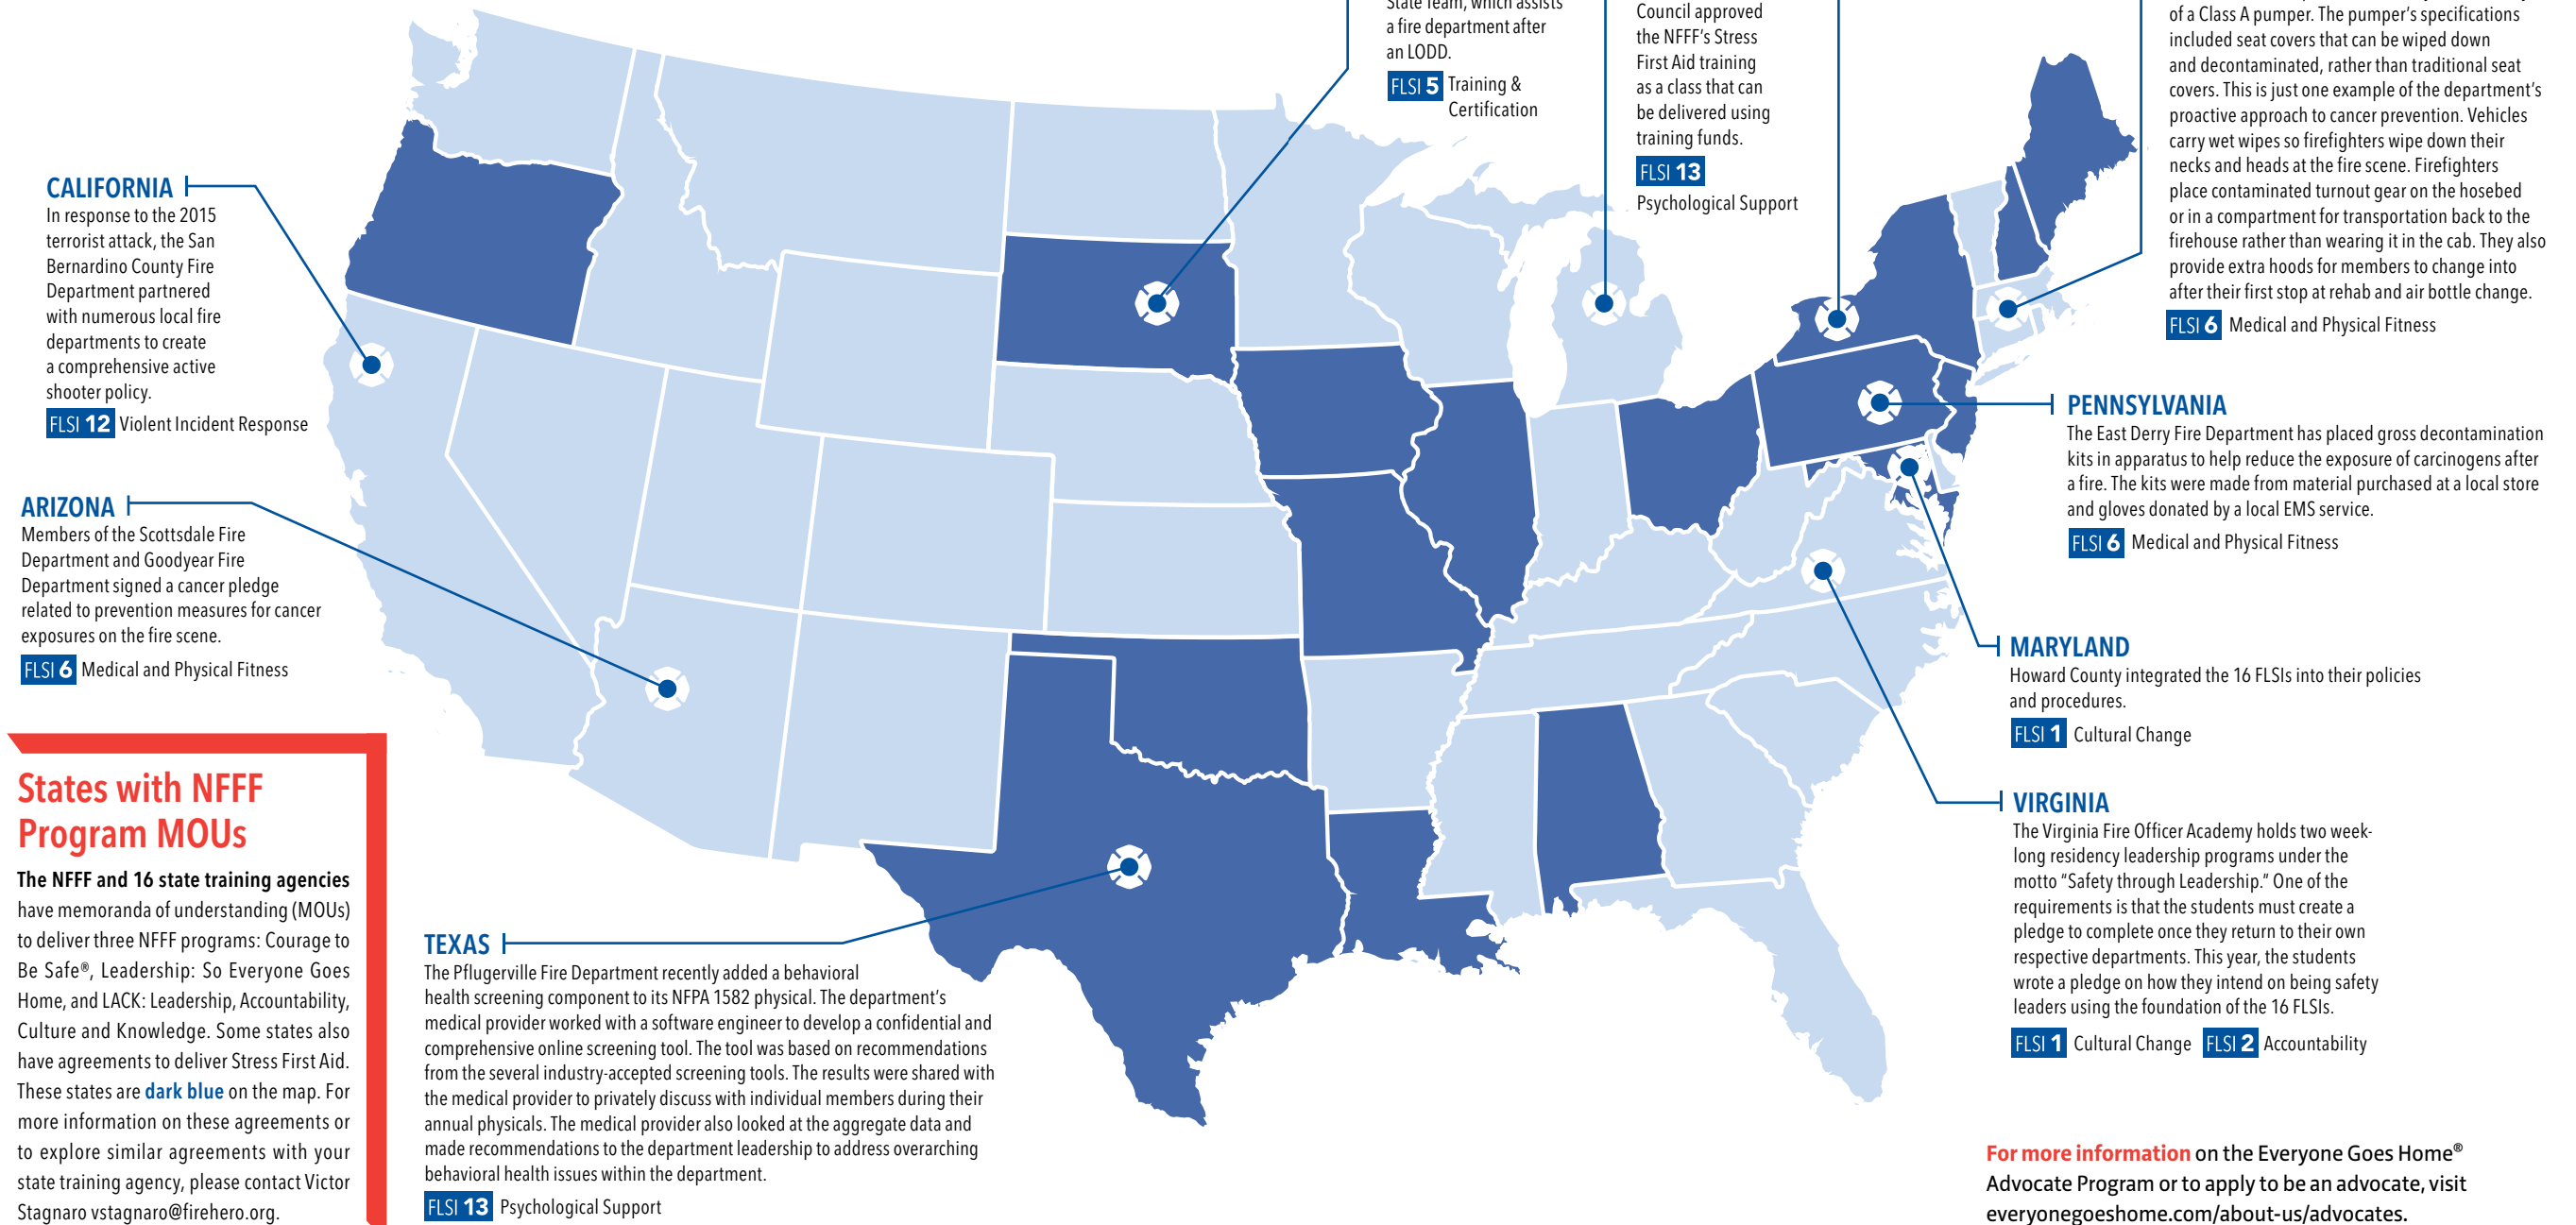 State Team, which assists
a fire department after
an LODD.
FLSI 5 Training &
Certification
Council approved
the NFFF's Stress
First Aid training
as a class that can
be delivered using
training funds.
FLSI 13
Psychological Support
of a Class A pumper. The pumper's specifications
included seat covers that can be wiped down
and decontaminated, rather than traditional seat
covers. This is just one example of the department's
proactive approach to cancer prevention. Vehicles
carry wet wipes so firefighters wipe down their
necks and heads at the fire scene. Firefighters
place contaminated turnout gear on the hosebed
or in a compartment for transportation back to the
firehouse rather than wearing it in the cab. They also
provide extra hoods for members to change into
after their first stop at rehab and air bottle change.
FLSI 6 Medical and Physical Fitness
CALIFORNIA
In response to the 2015
terrorist attack, the San
Bernardino County Fire
Department partnered
with numerous local fire
departments to create
a comprehensive active
shooter policy.
FLSI 12 Violent Incident Response
PENNSYLVANIA
The East Derry Fire Department has placed gross decontamination
kits in apparatus to help reduce the exposure of carcinogens after
a fire. The kits were made from material purchased at a local store
and gloves donated by a local EMS service.
FLSI 6 Medical and Physical Fitness
ARIZONA
Members of the Scottsdale Fire
Department and Goodyear Fire
Department signed a cancer pledge
related to prevention measures for cancer
exposures on the fire scene.
FLSI 6 Medical and Physical Fitness
MARYLAND
Howard County integrated the 16 FLSIs into their policies
and procedures.
FLSI 1 Cultural Change
States with NFFF
Program MOUs
The NFFF and 16 state training agencies
have memoranda of understanding (MOUs)
to deliver three NFFF programs: Courage to
Be Safe®, Leadership: So Everyone Goes
Home, and LACK: Leadership, Accountability,
Culture and Knowledge. Some states also
have agreements to deliver Stress First Aid.
These states are dark blue on the map. For
more information on these agreements or
to explore similar agreements with your
state training agency, please contact Victor
Stagnaro vstagnaro@firehero.org.
VIRGINIA
The Virginia Fire Officer Academy holds two week-
long residency leadership programs under the
motto "Safety through Leadership." One of the
requirements is that the students must create a
pledge to complete once they return to their own
respective departments. This year, the students
wrote a pledge on how they intend on being safety
leaders using the foundation of the 16 FLSIs.
FLSI 1 Cultural Change FLSI 2 Accountability
TEXAS
The Pflugerville Fire Department recently added a behavioral
health screening component to its NFPA 1582 physical. The department's
medical provider worked with a software engineer to develop a confidential and
comprehensive online screening tool. The tool was based on recommendations
from the several industry-accepted screening tools. The results were shared with
the medical provider to privately discuss with individual members during their
annual physicals. The medical provider also looked at the aggregate data and
made recommendations to the department leadership to address overarching
behavioral health issues within the department.
FLSI 13 Psychological Support
For more information on the Everyone Goes Home®
Advocate Program or to apply to be an advocate, visit
everyonegoeshome.com/about-us/advocates.